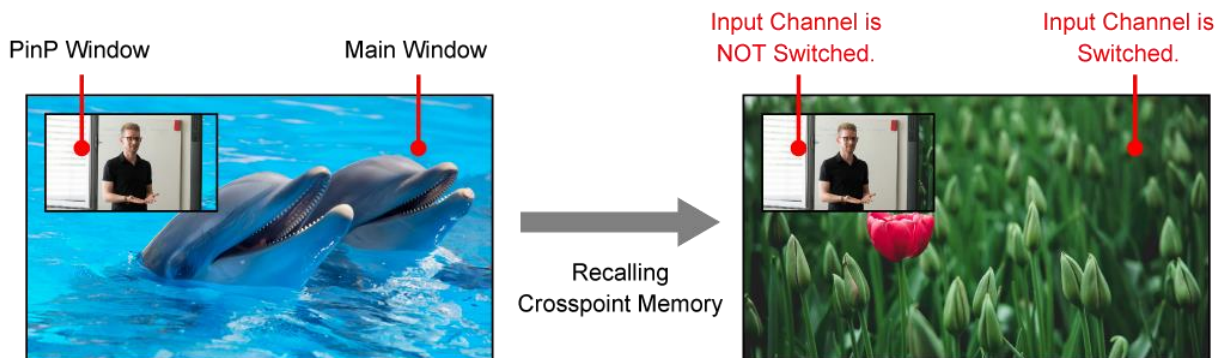 PinP Window
Main Window
Input Channel is
NOT Switched.
Input Channel is
Switched.
Recalling
Crosspoint Memory